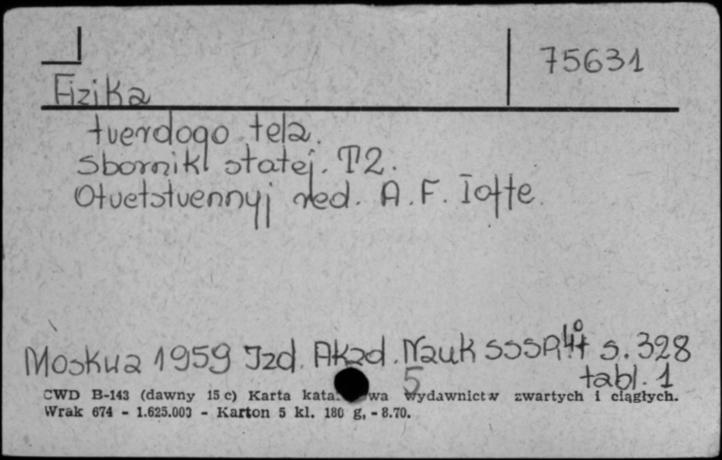 75631
Fizika
tverdogo tela.
Sbornik statej. T2.
Otvetstvennyj red. A.F. Ioffe.
Moskva 1959 Izd. Akad. Nauk SSSR 4° s. 328
5 tabl. 1
CWD B-143 (dawny 15 c) Karta kata wa wydawnictw zwartych i ciągłych.
Wrak 674 - 1.625.000 - Karton 5 kl. 180 g, - 8.70.